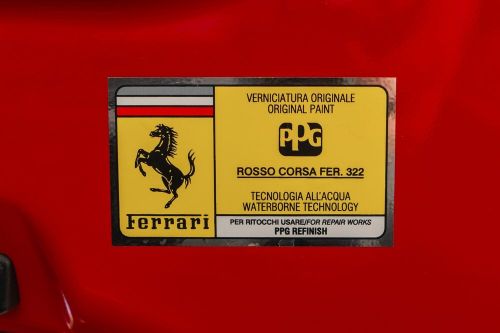 VERNICIATURA ORIGINALE
ORIGINAL PAINT
PPG
ROSSO CORSA FER. 322
TECNOLOGIA ALL'ACQUA
WATERBORNE TECHNOLOGY
Ferrari
PER RITOCCHI USARE/FOR REPAIR WORKS
PPG REFINISH